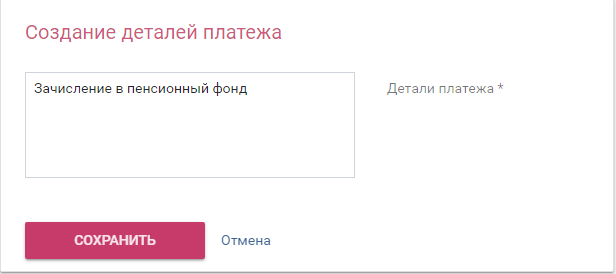 Создание деталей платежа
Зачисление в пенсионный фонд
Детали платежа *
СОХРАНИТЬ
Отмена